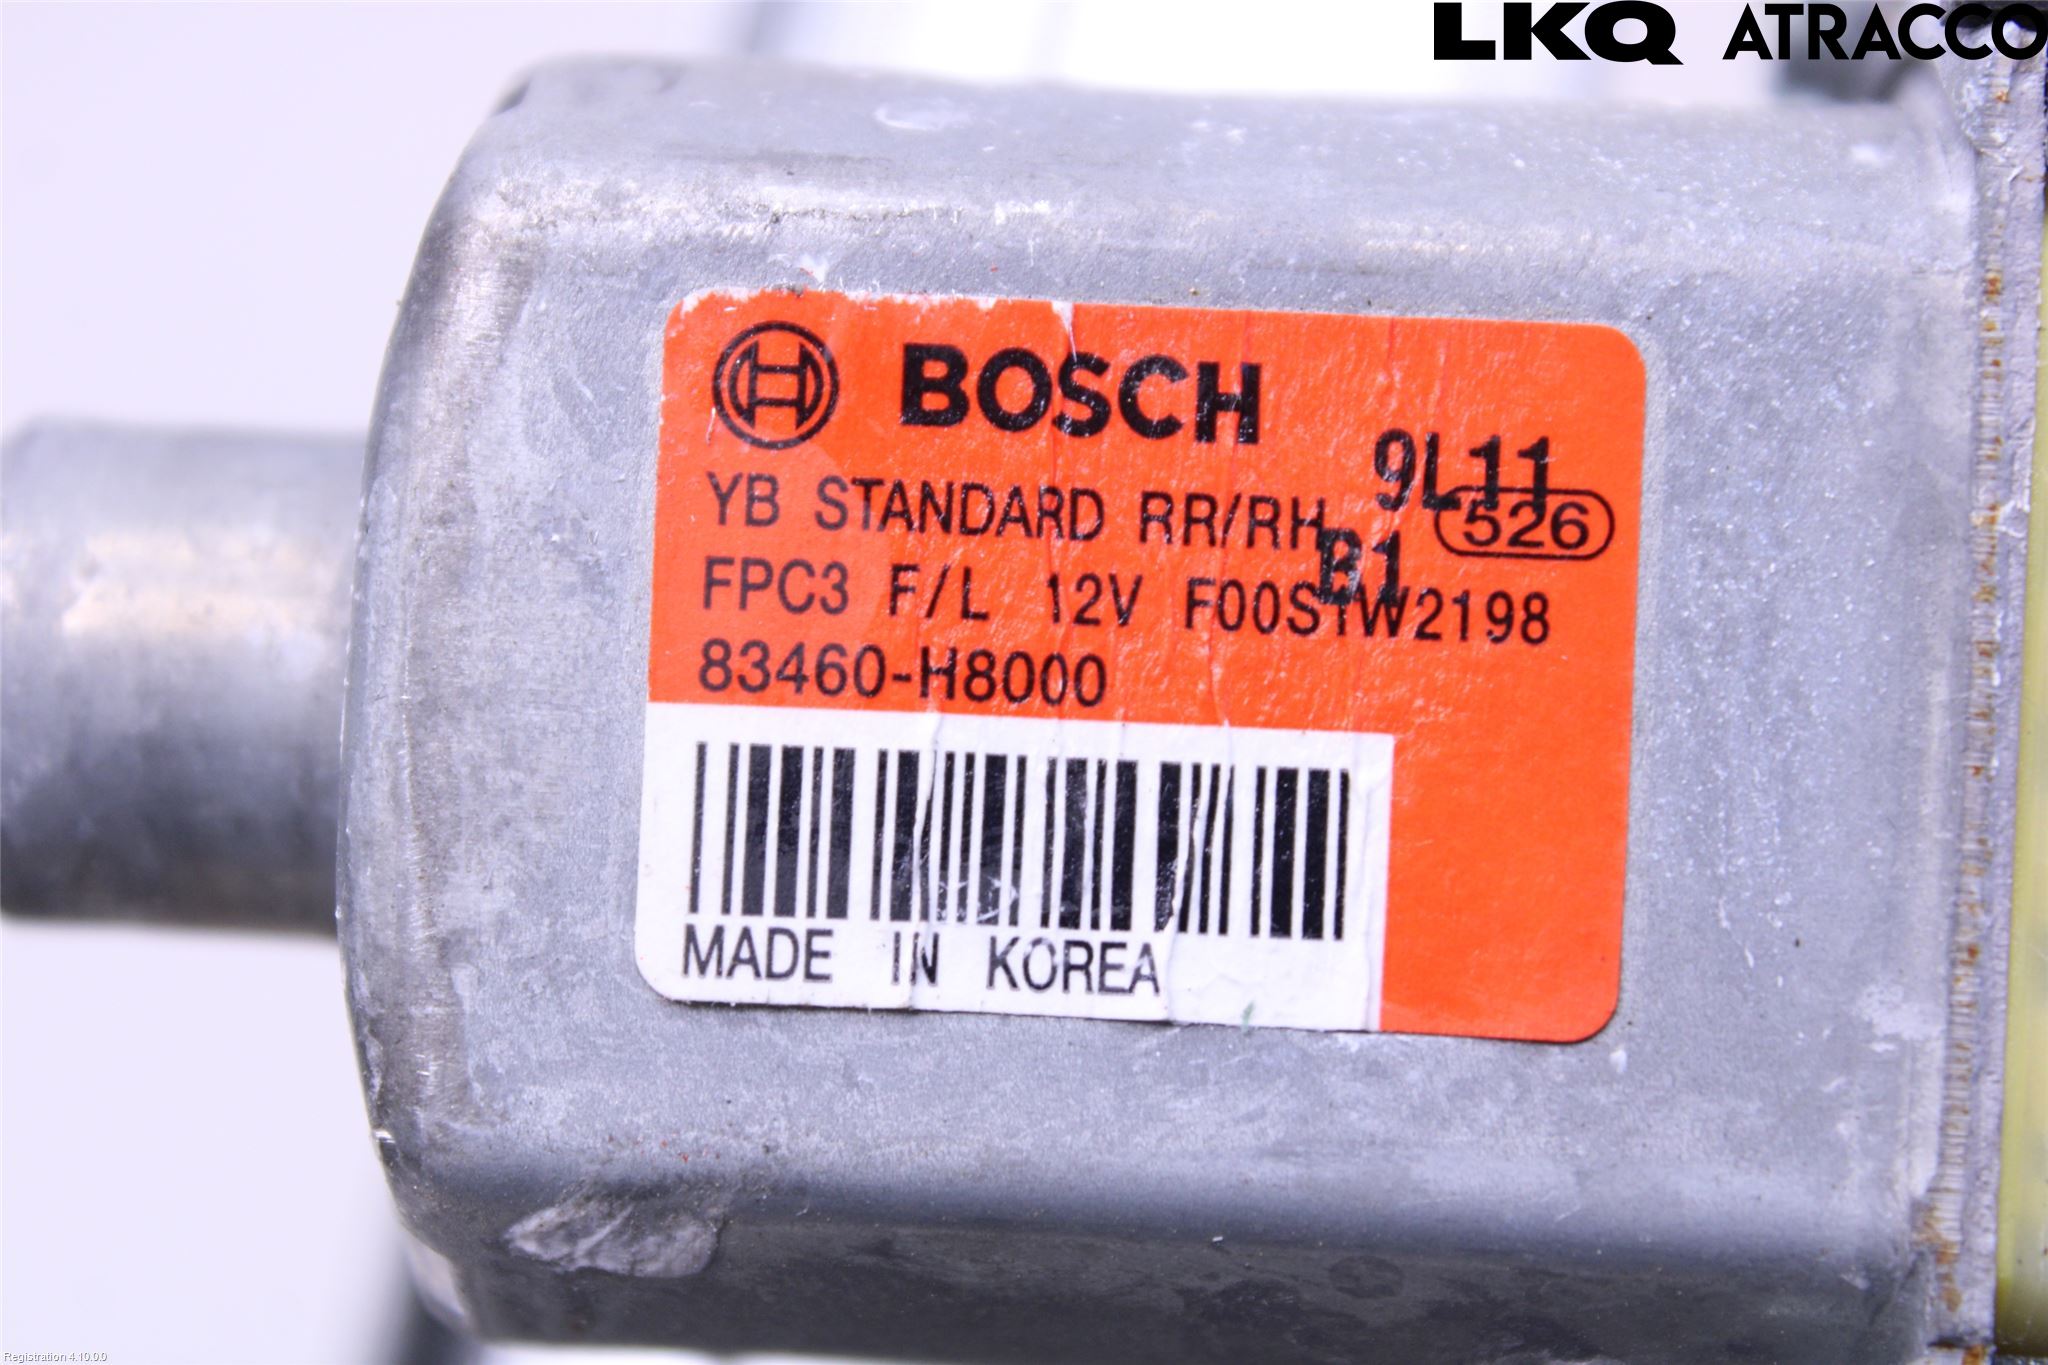 LKQ ATRACCO
BOSCH
9L11
YB STANDARD RR/RH
526
B1
FPC3 F/L 12V F00S1W2198
83460-H8000
MADE IN KOREA
Registration 4.10.0.0